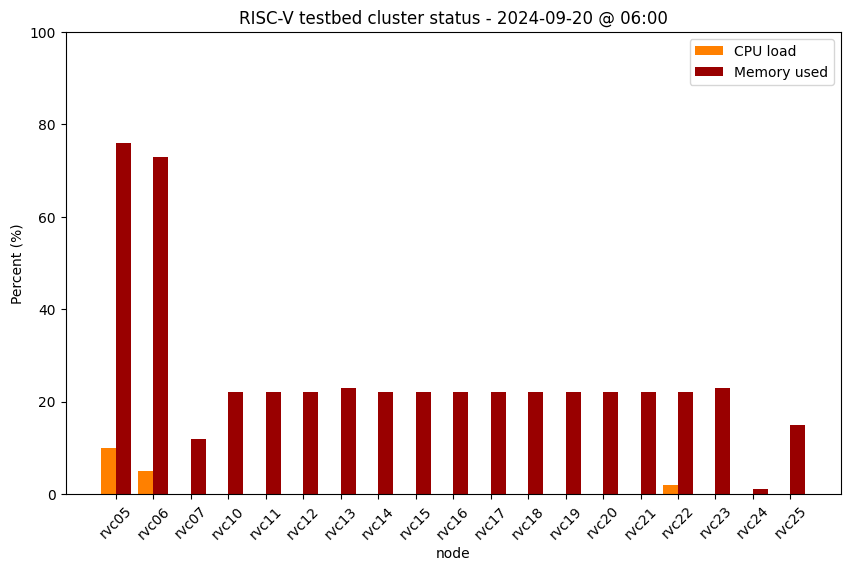 RISC-V testbed cluster status - 2024-09-20 @ 06:00
CPU load
Memory used
Percent (%)
100
80
60
40
20
0
rvc05
rvc06
rvc07
rvc10
rvc11
rvc12
rvc13
rvc14
rvc15
rvc16
rvc17
rvc18
rvc19
rvc20
rvc21
rvc22
rvc23
rvc24
rvc25
node